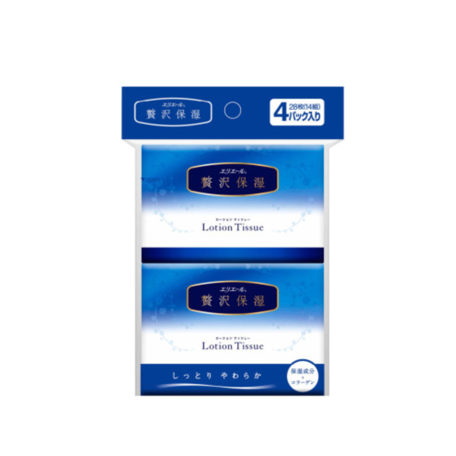 エリエール
贅沢保湿
28枚(14組)
4パック入り
エリエール
贅沢保湿
ローションティシュー
Lotion Tissue
エリエール
贅沢保湿
ローションティシュー
Lotion Tissue
しっとり やわらか
保湿成分
+
コラーゲン